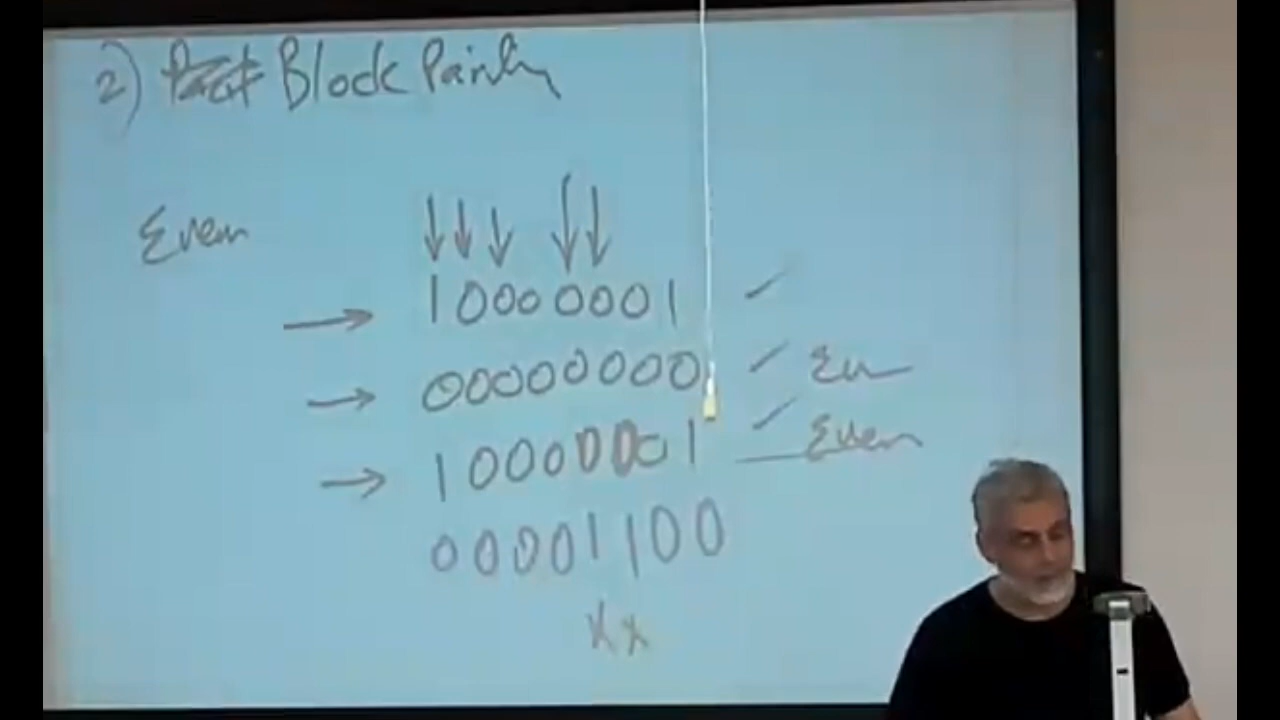 2) Block Parity
Even
→ 10000001 ✓
→ 00000000 ✓ Even
→ 10000001 ✓ Even
00001100
x x